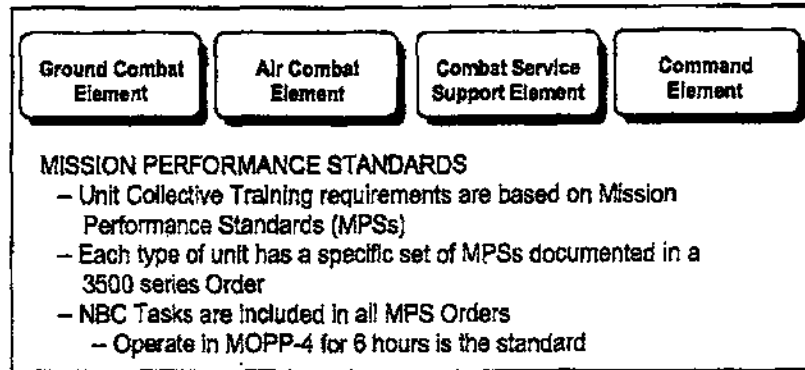 Ground Combat Element
Air Combat Element
Combat Service Support Element
Command Element
MISSION PERFORMANCE STANDARDS
– Unit Collective Training requirements are based on Mission
Performance Standards (MPSs)
– Each type of unit has a specific set of MPSs documented in a
3500 series Order
– NBC Tasks are included in all MPS Orders
– Operate in MOPP-4 for 6 hours is the standard